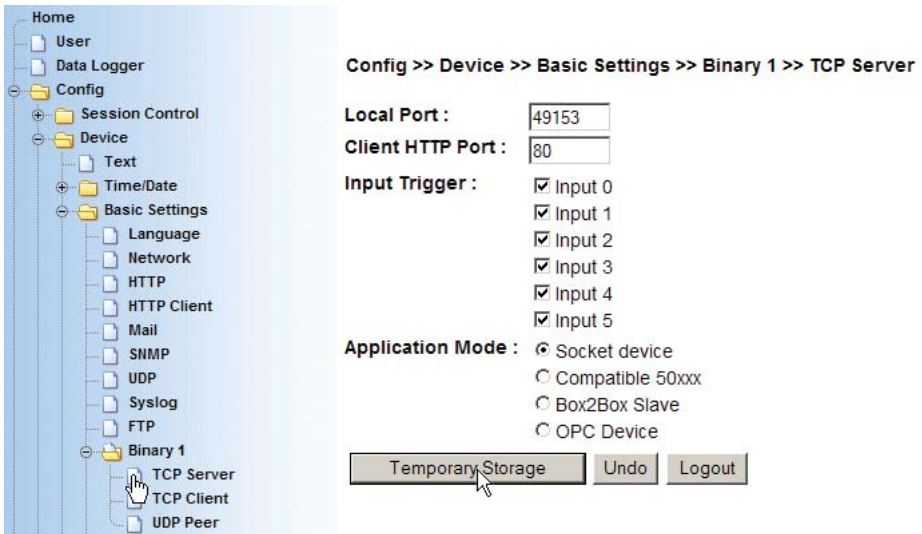 Home
User
Data Logger
Config
Session Control
Device
Text
Time/Date
Basic Settings
Language
Network
HTTP
HTTP Client
Mail
SNMP
UDP
Syslog
FTP
Binary 1
TCP Server
TCP Client
UDP Peer
Config >> Device >> Basic Settings >> Binary 1 >> TCP Server
Local Port : 49153
Client HTTP Port : 80
Input Trigger : Input 0
Input 1
Input 2
Input 3
Input 4
Input 5
Application Mode : Socket device
Compatible 50xxx
Box2Box Slave
OPC Device
Temporary Storage Undo Logout